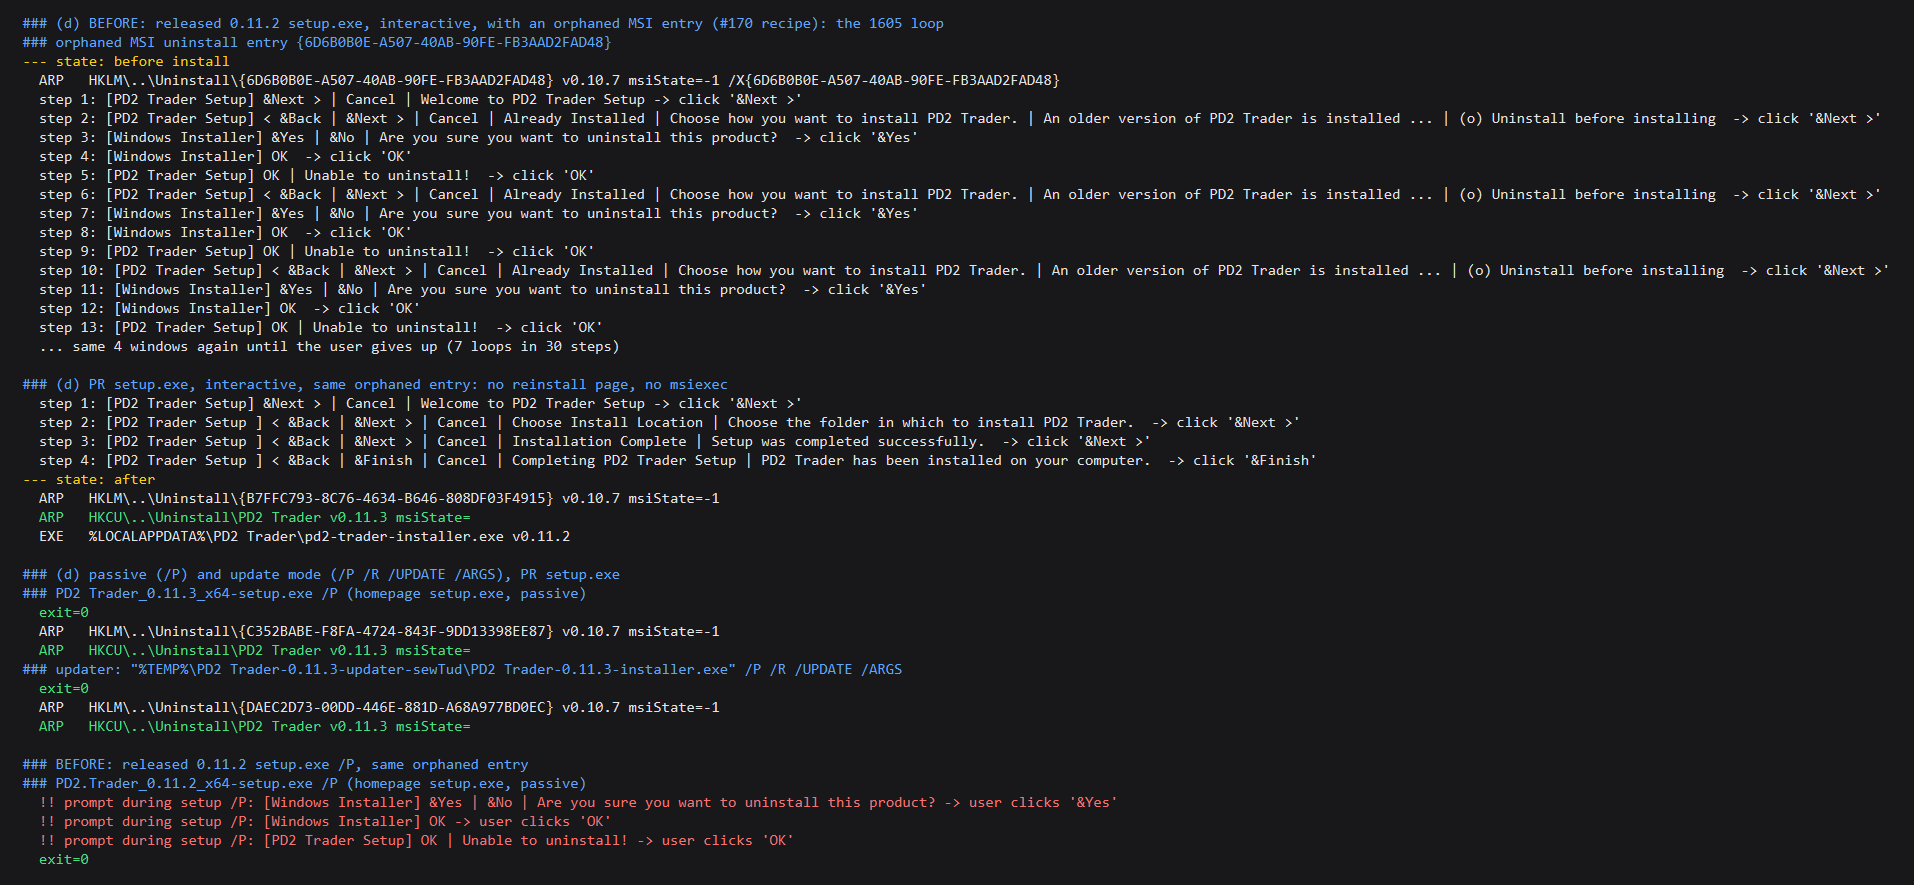 ### (d) BEFORE: released 0.11.2 setup.exe, interactive, with an orphaned MSI entry (#170 recipe): the 1605 loop
### orphaned MSI uninstall entry {6D6B0B0E-A507-40AB-90FE-FB3AAD2FAD48}
--- state: before install
ARP HKLM\..\Uninstall\{6D6B0B0E-A507-40AB-90FE-FB3AAD2FAD48} v0.10.7 msiState=-1 /X{6D6B0B0E-A507-40AB-90FE-FB3AAD2FAD48}
step 1: [PD2 Trader Setup] &Next > | Cancel | Welcome to PD2 Trader Setup -> click '&Next >'
step 2: [PD2 Trader Setup] < &Back | &Next > | Cancel | Already Installed | Choose how you want to install PD2 Trader. | An older version of PD2 Trader is installed ... | (o) Uninstall before installing -> click '&Next >'
step 3: [Windows Installer] &Yes | &No | Are you sure you want to uninstall this product? -> click '&Yes'
step 4: [Windows Installer] OK -> click 'OK'
step 5: [PD2 Trader Setup] OK | Unable to uninstall! -> click 'OK'
step 6: [PD2 Trader Setup] < &Back | &Next > | Cancel | Already Installed | Choose how you want to install PD2 Trader. | An older version of PD2 Trader is installed ... | (o) Uninstall before installing -> click '&Next >'
step 7: [Windows Installer] &Yes | &No | Are you sure you want to uninstall this product? -> click '&Yes'
step 8: [Windows Installer] OK -> click 'OK'
step 9: [PD2 Trader Setup] OK | Unable to uninstall! -> click 'OK'
step 10: [PD2 Trader Setup] < &Back | &Next > | Cancel | Already Installed | Choose how you want to install PD2 Trader. | An older version of PD2 Trader is installed ... | (o) Uninstall before installing -> click '&Next >'
step 11: [Windows Installer] &Yes | &No | Are you sure you want to uninstall this product? -> click '&Yes'
step 12: [Windows Installer] OK -> click 'OK'
step 13: [PD2 Trader Setup] OK | Unable to uninstall! -> click 'OK'
... same 4 windows again until the user gives up (7 loops in 30 steps)
### (d) PR setup.exe, interactive, same orphaned entry: no reinstall page, no msiexec
step 1: [PD2 Trader Setup] &Next > | Cancel | Welcome to PD2 Trader Setup -> click '&Next >'
step 2: [PD2 Trader Setup ] < &Back | &Next > | Cancel | Choose Install Location | Choose the folder in which to install PD2 Trader. -> click '&Next >'
step 3: [PD2 Trader Setup ] < &Back | &Next > | Cancel | Installation Complete | Setup was completed successfully. -> click '&Next >'
step 4: [PD2 Trader Setup ] < &Back | &Finish | Cancel | Completing PD2 Trader Setup | PD2 Trader has been installed on your computer. -> click '&Finish'
--- state: after
ARP HKLM\..\Uninstall\{B7FFC793-8C76-4634-B646-808DF03F4915} v0.10.7 msiState=-1
ARP HKCU\..\Uninstall\PD2 Trader v0.11.3 msiState=
EXE %LOCALAPPDATA%\PD2 Trader\pd2-trader-installer.exe v0.11.2
### (d) passive (/P) and update mode (/P /R /UPDATE /ARGS), PR setup.exe
### PD2 Trader_0.11.3_x64-setup.exe /P (homepage setup.exe, passive)
exit=0
ARP HKLM\..\Uninstall\{C352BABE-F8FA-4724-843F-9DD13398EE87} v0.10.7 msiState=-1
ARP HKCU\..\Uninstall\PD2 Trader v0.11.3 msiState=
### updater: "%TEMP%\PD2 Trader-0.11.3-updater-sewTud\PD2 Trader-0.11.3-installer.exe" /P /R /UPDATE /ARGS
exit=0
ARP HKLM\..\Uninstall\{DAEC2D73-00DD-446E-881D-A68A977BD0EC} v0.10.7 msiState=-1
ARP HKCU\..\Uninstall\PD2 Trader v0.11.3 msiState=
### BEFORE: released 0.11.2 setup.exe /P, same orphaned entry
### PD2.Trader_0.11.2_x64-setup.exe /P (homepage setup.exe, passive)
!! prompt during setup /P: [Windows Installer] &Yes | &No | Are you sure you want to uninstall this product? -> user clicks '&Yes'
!! prompt during setup /P: [Windows Installer] OK -> user clicks 'OK'
!! prompt during setup /P: [PD2 Trader Setup] OK | Unable to uninstall! -> user clicks 'OK'
exit=0